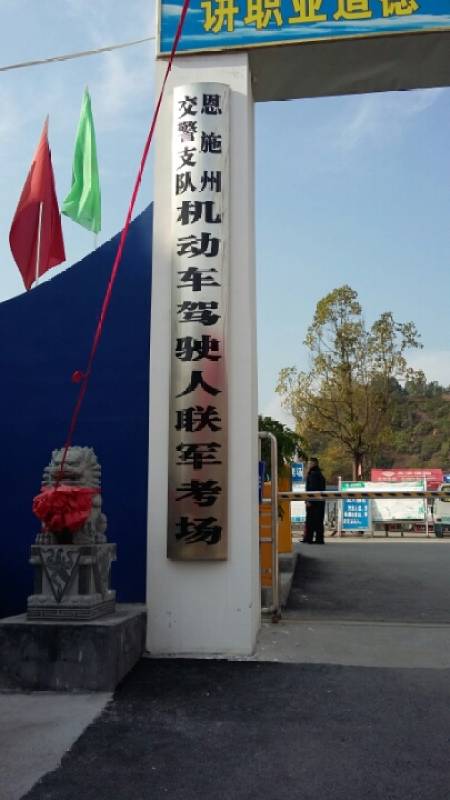 讲职业道德
恩施州
交警支队
机动车驾驶人联军考场